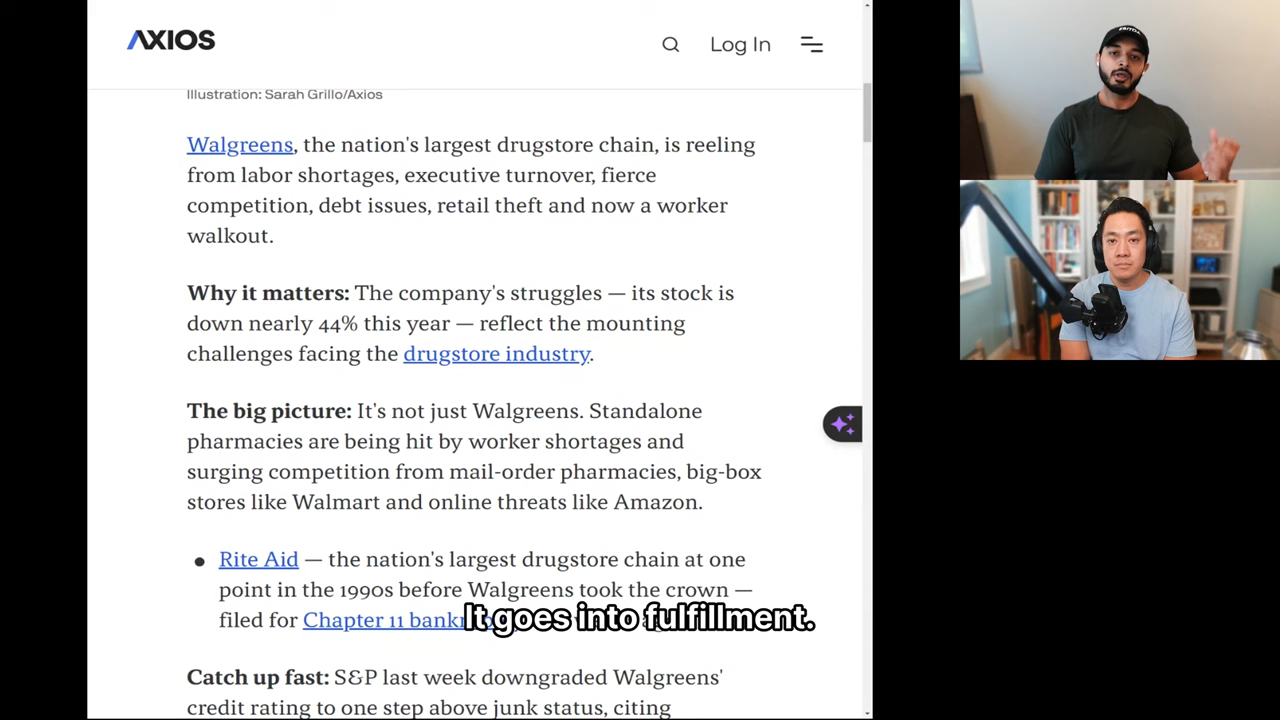 AXIOS
Log In
Illustration: Sarah Grillo/Axios
Walgreens, the nation's largest drugstore chain, is reeling
from labor shortages, executive turnover, fierce
competition, debt issues, retail theft and now a worker
walkout.
Why it matters: The company's struggles — its stock is
down nearly 44% this year — reflect the mounting
challenges facing the drugstore industry.
The big picture: It's not just Walgreens. Standalone
pharmacies are being hit by worker shortages and
surging competition from mail-order pharmacies, big-box
stores like Walmart and online threats like Amazon.
Rite Aid — the nation's largest drugstore chain at one
point in the 1990s before Walgreens took the crown —
filed for Chapter 11
It goes into fulfillment.
Catch up fast: S&P last week downgraded Walgreens'
credit rating to one step above junk status, citing